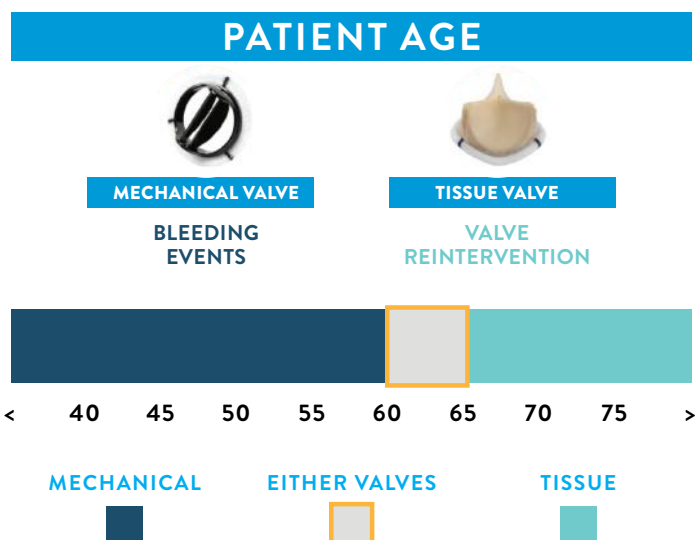 PATIENT AGE
MECHANICAL VALVE
TISSUE VALVE
BLEEDING
EVENTS
VALVE
REINTERVENTION
< 40 45 50 55 60 65 70 75 >
MECHANICAL
EITHER VALVES
TISSUE